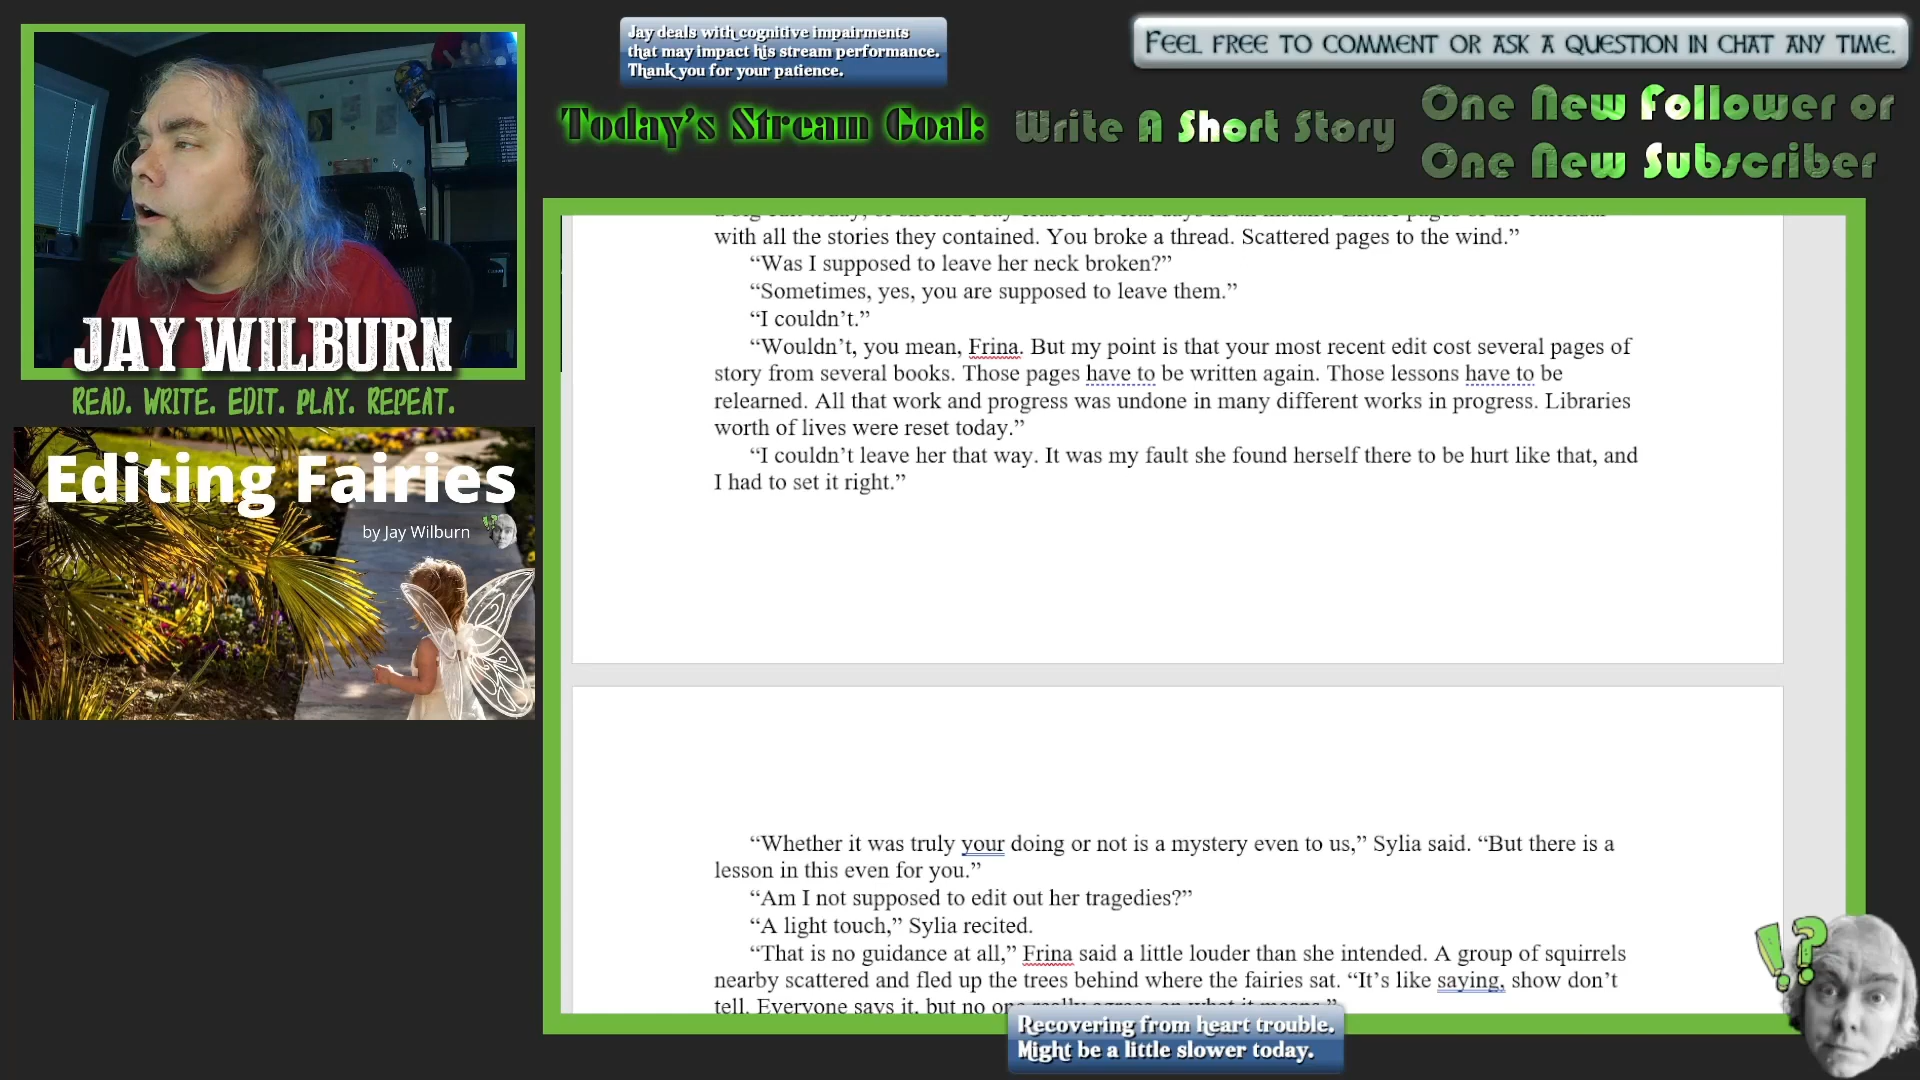 Jay deals with cognitive impairments
that may impact his stream performance.
Thank you for your patience.
FEEL FREE TO COMMENT OR ASK A QUESTION IN CHAT ANY TIME.
Today's Stream Goal:
Write A Short Story
One New Follower or
One New Subscriber
JAY WILBURN
READ. WRITE. EDIT. PLAY. REPEAT.
Editing Fairies
by Jay Wilburn
with all the stories they contained. You broke a thread. Scattered pages to the wind.”
“Was I supposed to leave her neck broken?”
“Sometimes, yes, you are supposed to leave them.”
“I couldn’t.”
“Wouldn’t, you mean, Frina. But my point is that your most recent edit cost several pages of
story from several books. Those pages have to be written again. Those lessons have to be
relearned. All that work and progress was undone in many different works in progress. Libraries
worth of lives were reset today.”
“I couldn’t leave her that way. It was my fault she found herself there to be hurt like that, and
I had to set it right.”
“Whether it was truly your doing or not is a mystery even to us,” Sylia said. “But there is a
lesson in this even for you.”
“Am I not supposed to edit out her tragedies?”
“A light touch,” Sylia recited.
“That is no guidance at all,” Frina said a little louder than she intended. A group of squirrels
nearby scattered and fled up the trees behind where the fairies sat. “It’s like saying, show don’t
tell. Everyone says it, but no one really agrees on what it means.”
Recovering from heart trouble.
Might be a little slower today.
!?